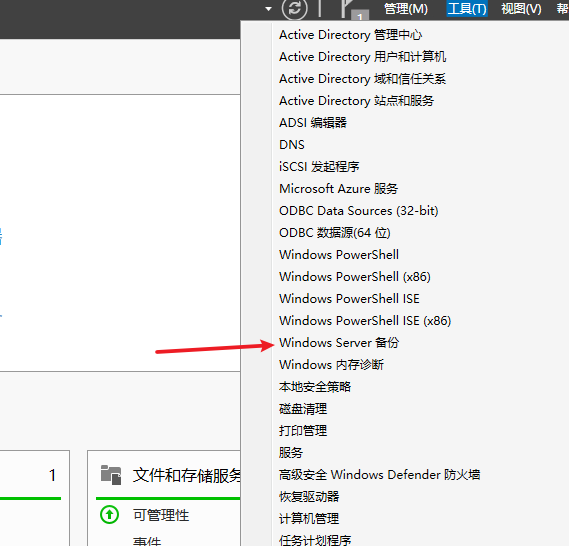 管理(M) 工具(T) 视图(V) 帮
1
Active Directory 管理中心
Active Directory 用户和计算机
Active Directory 域和信任关系
Active Directory 站点和服务
ADSI 编辑器
DNS
iSCSI 发起程序
Microsoft Azure 服务
ODBC Data Sources (32-bit)
ODBC 数据源(64 位)
Windows PowerShell
Windows PowerShell (x86)
Windows PowerShell ISE
Windows PowerShell ISE (x86)
Windows Server 备份
Windows 内存诊断
本地安全策略
磁盘清理
打印管理
服务
高级安全 Windows Defender 防火墙
恢复驱动器
计算机管理
任务计划程序
1
文件和存储服务
可管理性
事件